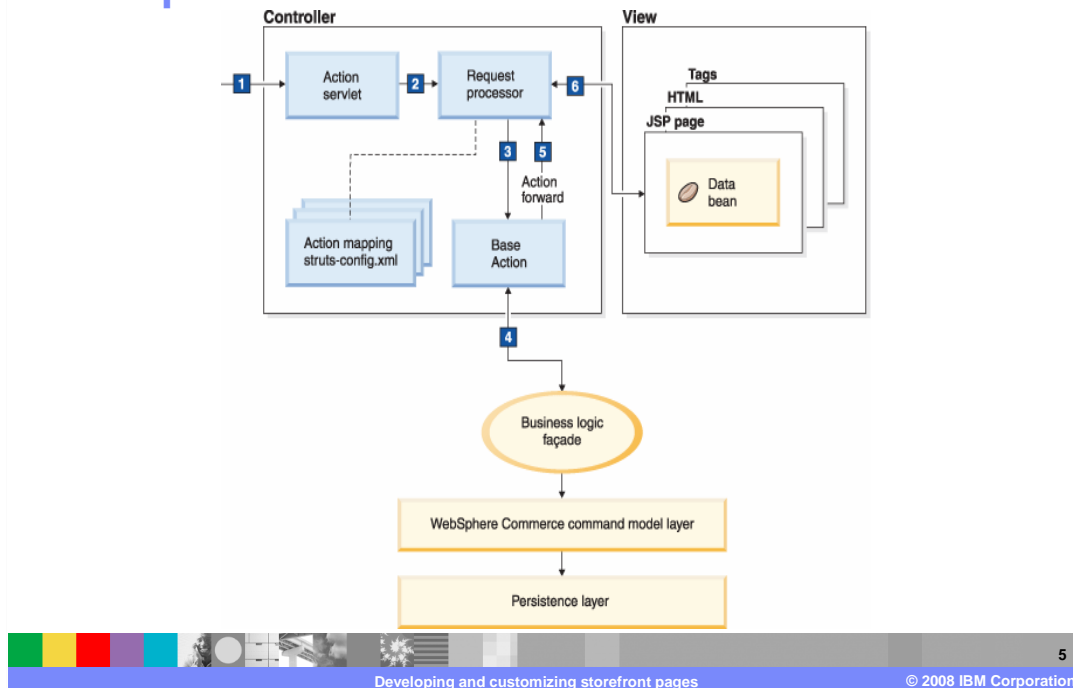 Controller
View
1
Action
servlet
2
Request
processor
6
Tags
HTML
JSP page
Data
bean
3
5
Action
forward
Action mapping
struts-config.xml
Base
Action
4
Business logic
façade
WebSphere Commerce command model layer
Persistence layer
5
Developing and customizing storefront pages
© 2008 IBM Corporation